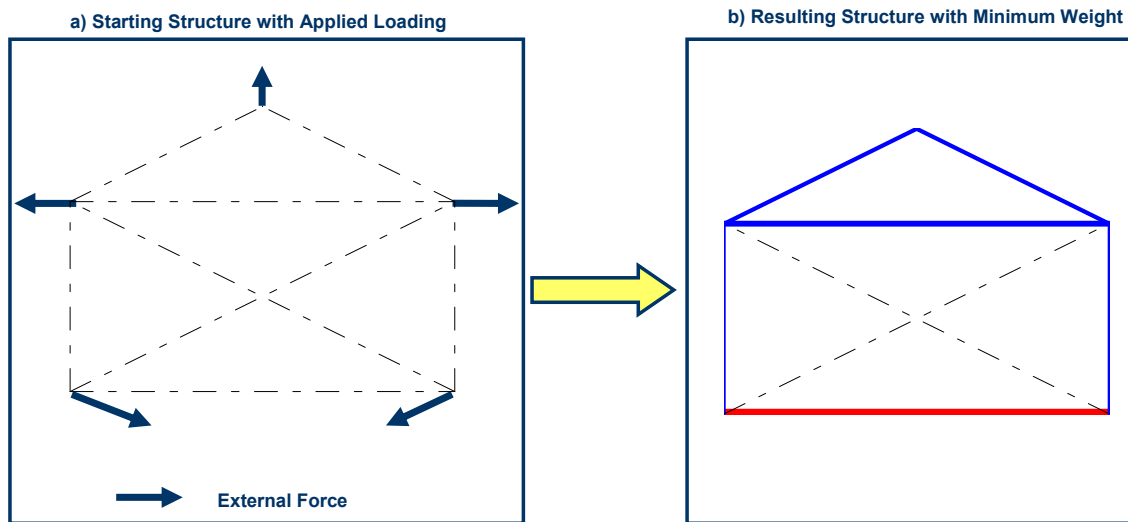 a) Starting Structure with Applied Loading
b) Resulting Structure with Minimum Weight
External Force